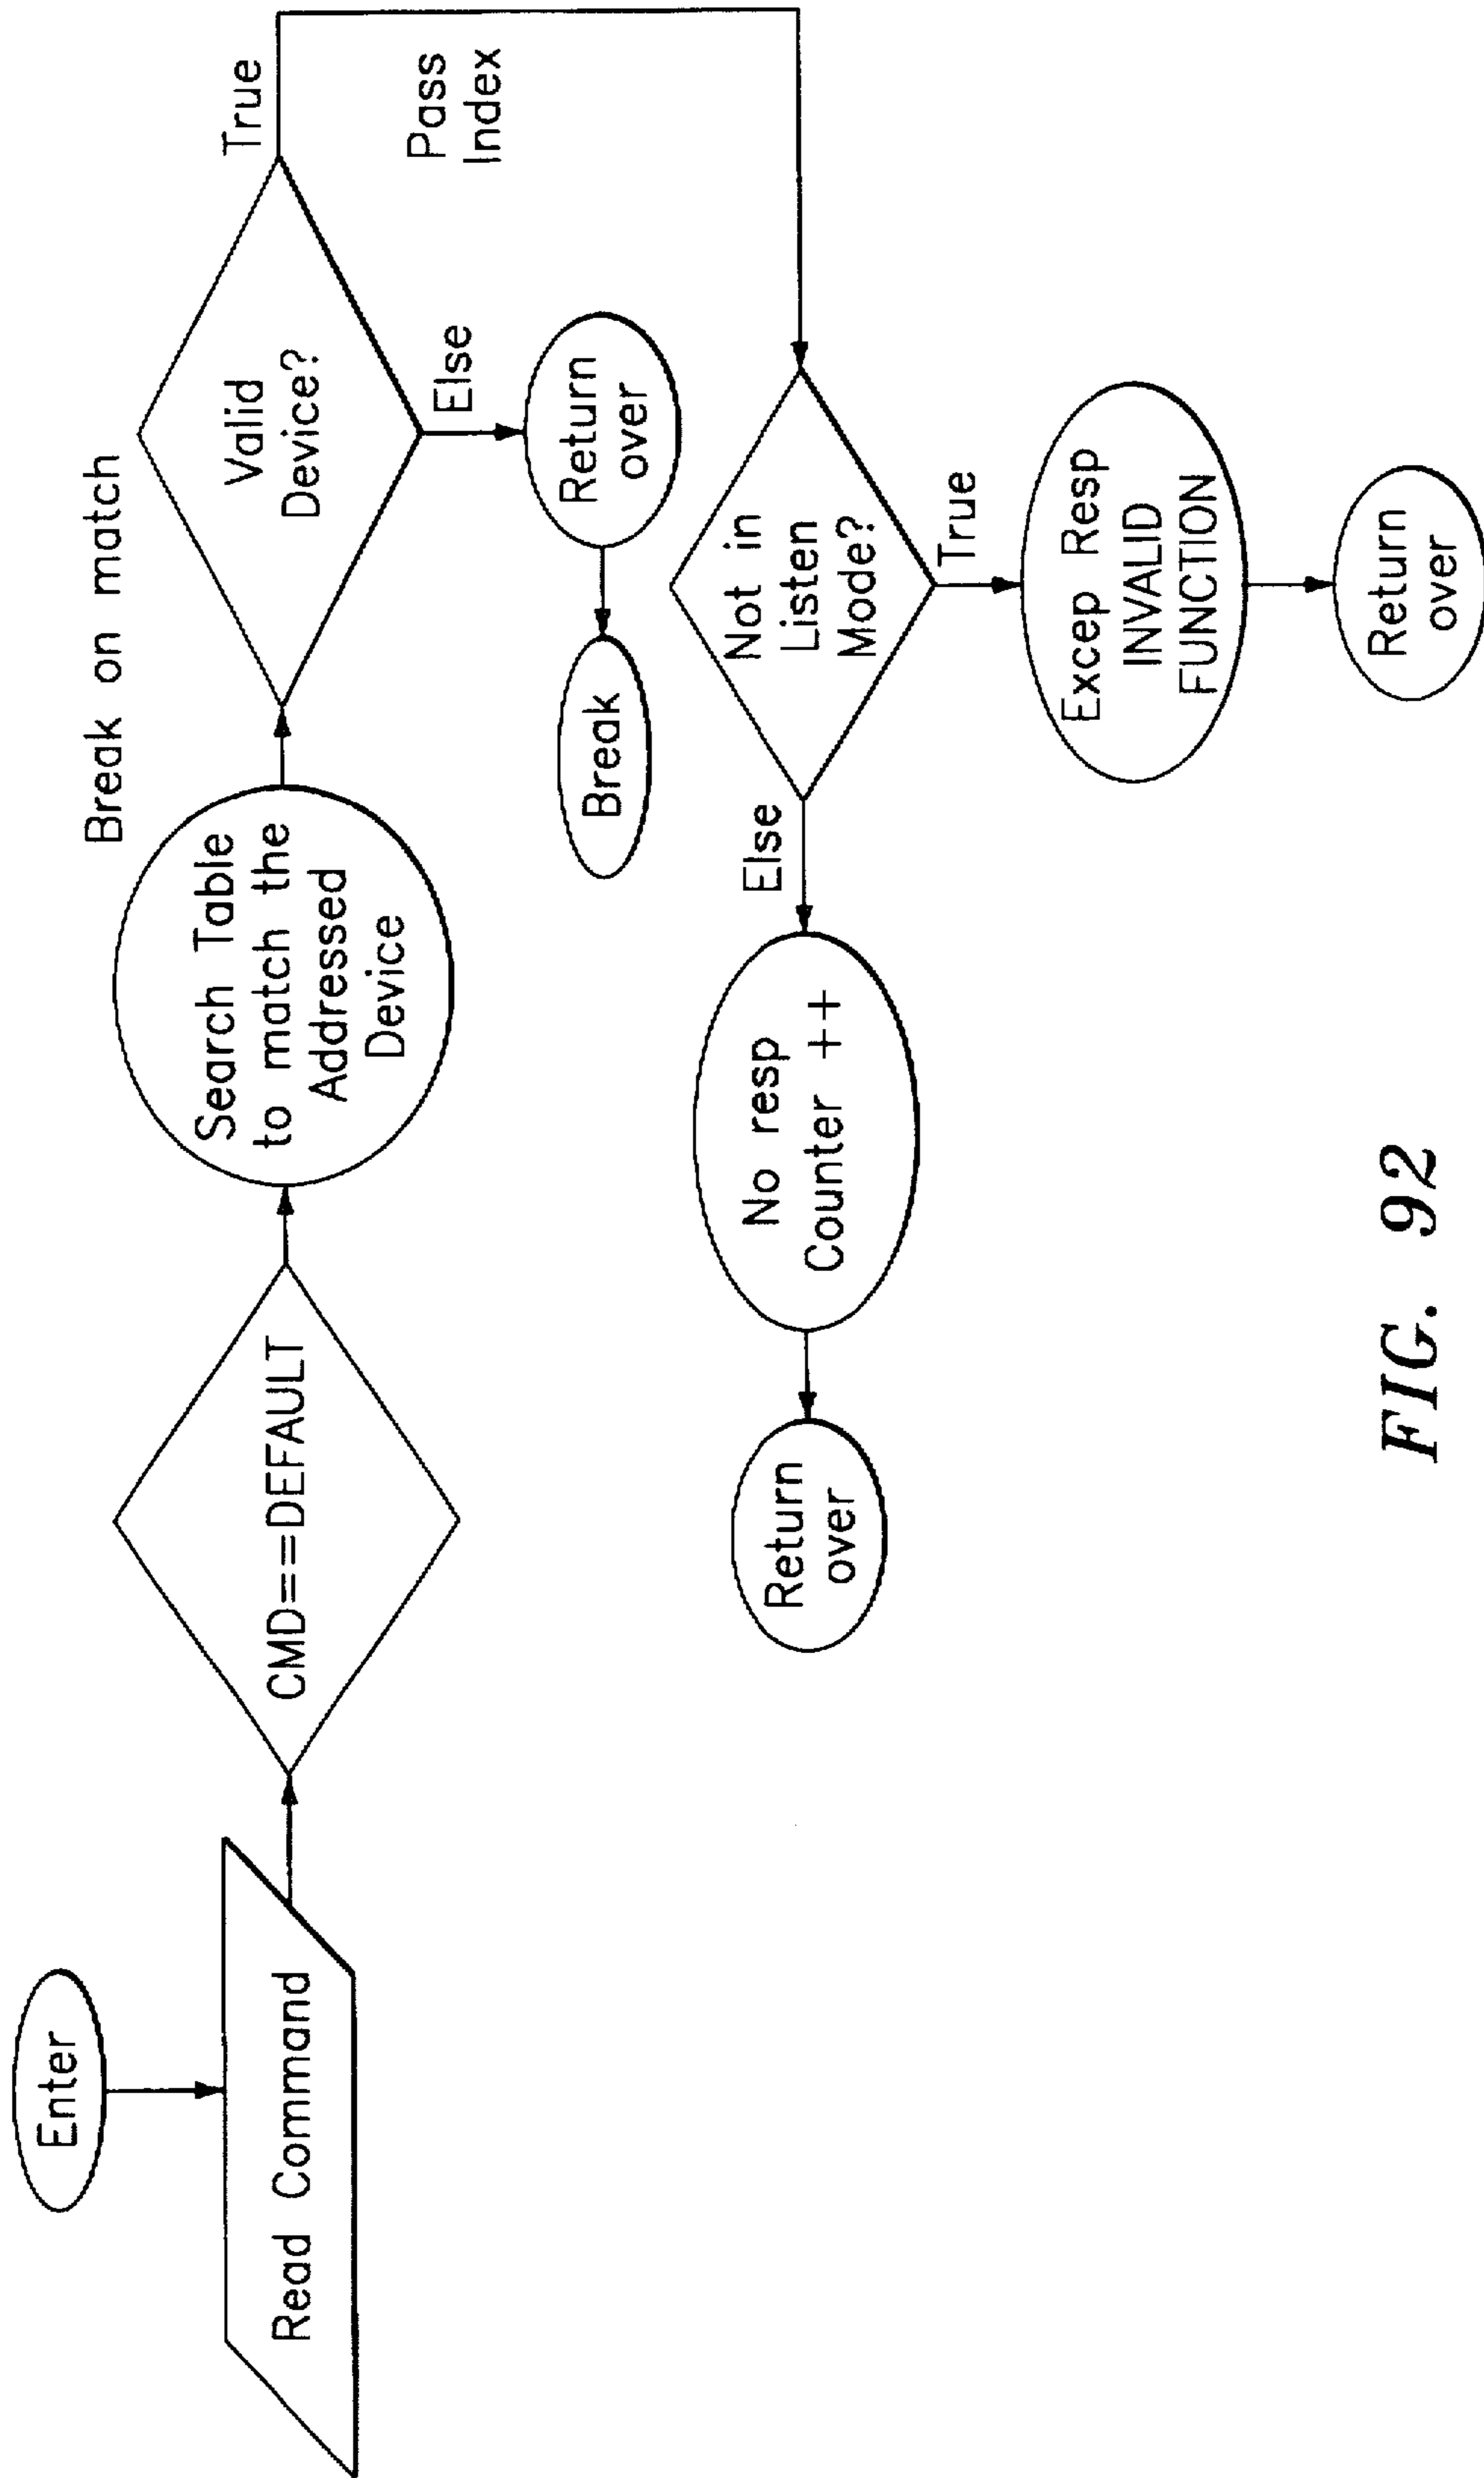 Enter
Read Command
CMD==DEFAULT
Search Table
to match the
Addressed
Device
Break on match
Valid
Device?
True
Pass
Index
Else
Return
over
Break
Not in
Listen
Mode?
Else
No resp
Counter ++
Return
over
True
Excep Resp
INVALID
FUNCTION
Return
over
FIG. 92